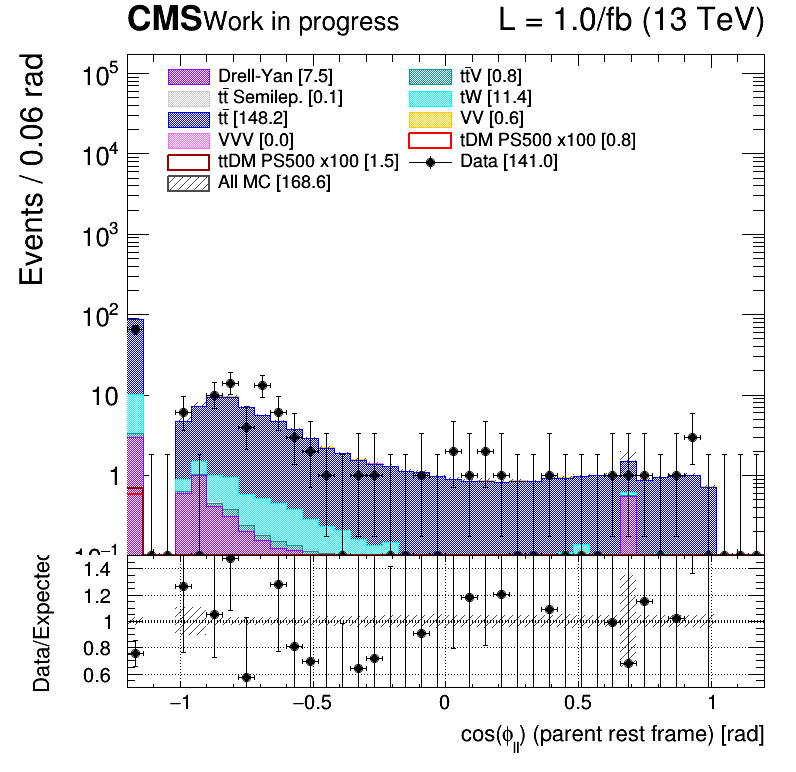 CMS Work in progress L = 1.0/fb (13 TeV)
Events / 0.06 rad
Drell-Yan [7.5] tt̄V [0.8]
tt̄ Semilep. [0.1] tW [11.4]
tt̄ [148.2] VV [0.6]
VVV [0.0] tDM PS500 x100 [0.8]
ttDM PS500 x100 [1.5] Data [141.0]
All MC [168.6]
10⁵
10⁴
10³
10²
10
1
10⁻¹
Data/Expected
1.4
1.2
1
0.8
0.6
−1 −0.5 0 0.5 1
cos(ϕ_ll) (parent rest frame) [rad]